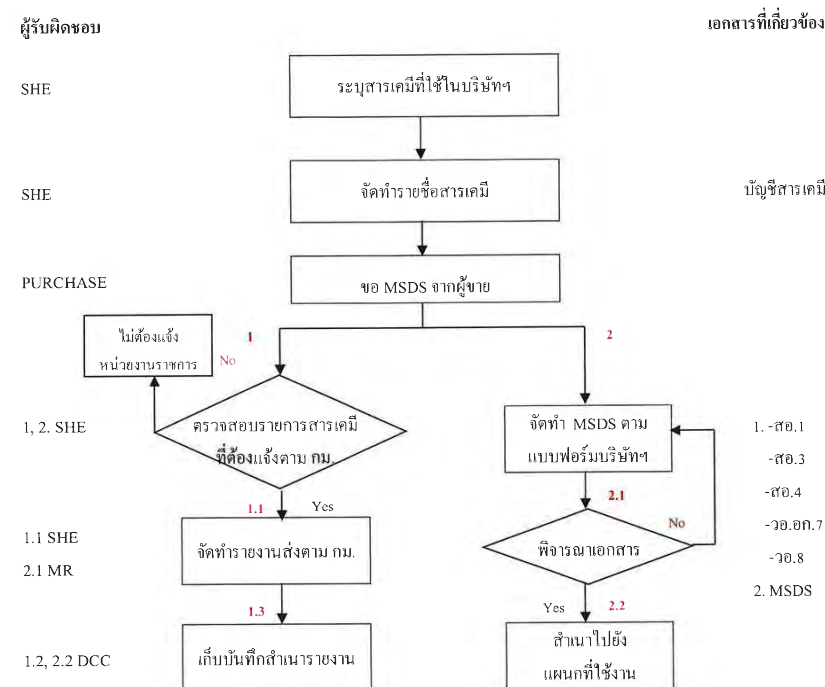 ผู้รับผิดชอบ
เอกสารที่เกี่ยวข้อง
SHE
ระบุสารเคมีที่ใช้ในบริษัทฯ
SHE
จัดทำรายชื่อสารเคมี
บัญชีสารเคมี
PURCHASE
ขอ MSDS จากผู้ขาย
ไม่ต้องแจ้ง
หน่วยงานราชการ
No
1
2
1, 2. SHE
ตรวจสอบรายการสารเคมี
ที่ต้องแจ้งตาม กม.
จัดทำ MSDS ตาม
แบบฟอร์มบริษัทฯ
1. -สอ.1
-สอ.3
-สอ.4
-วอ.อก.7
-วอ.8
2. MSDS
1.1
Yes
2.1
No
1.1 SHE
2.1 MR
จัดทำรายงานส่งตาม กม.
พิจารณาเอกสาร
1.3
Yes
2.2
1.2, 2.2 DCC
เก็บบันทึกสำเนารายงาน
สำเนาไปยัง
แผนกที่ใช้งาน